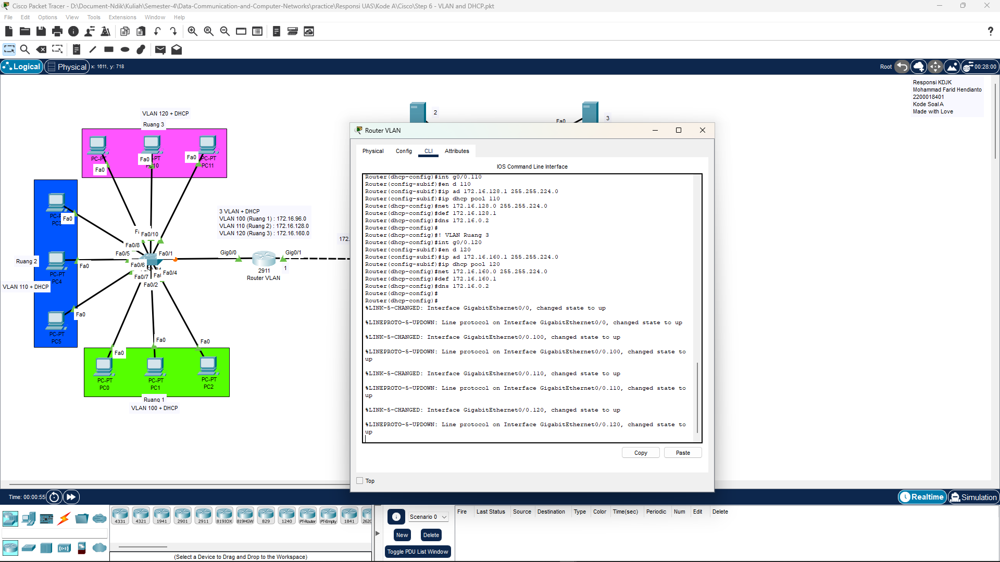 Cisco Packet Tracer - D:\Document-Ndik\Kuliah\Semester-4\Data-Communication-and-Computer-Networks\practice\Responsi UAS\Kode A\Cisco\Step 6 - VLAN and DHCP.pkt
File Edit Options View Tools Extensions Window Help
Logical Physical x: 1611, y: 718
Root 00:28:00
Responsi KDJK
Mohammad Farid Hendianto
2200018401
Kode Soal A
Made with Love
VLAN 120 + DHCP
Ruang 3
2
3
Fa0
PC-PT
Fa0
Fa0
-PT
Fa0
PC-PT
PC11
Fa0
Ruang 2
Fa0
PC-PT
PC4
VLAN 110 + DHCP
Fa0
PC-PT
PC5
3 VLAN + DHCP
VLAN 100 (Ruang 1) : 172.16.96.0
VLAN 110 (Ruang 2) : 172.16.128.0
VLAN 120 (Ruang 3) : 172.16.160.0
172.
Fa0/10
Fa0/8
Fa0/5
Fa0/1
Fa0/6
Fa0/4
Fa0/7
Fa0/2
Gig0/0
Gig0/1
2911
Router VLAN
1
Fa0
Fa0
Fa0
PC-PT
PC0
PC-PT
PC1
PC-PT
PC2
Ruang 1
VLAN 100 + DHCP
Router VLAN
Physical Config CLI Attributes
IOS Command Line Interface
Router(dhcp-config)#int g0/0.110
Router(config-subif)#en d 110
Router(config-subif)#ip ad 172.16.128.1 255.255.224.0
Router(config-subif)#ip dhcp pool 110
Router(dhcp-config)#net 172.16.128.0 255.255.224.0
Router(dhcp-config)#def 172.16.128.1
Router(dhcp-config)#dns 172.16.0.2
Router(dhcp-config)#
Router(dhcp-config)#! VLAN Ruang 3
Router(dhcp-config)#int g0/0.120
Router(config-subif)#en d 120
Router(config-subif)#ip ad 172.16.160.1 255.255.224.0
Router(config-subif)#ip dhcp pool 120
Router(dhcp-config)#net 172.16.160.0 255.255.224.0
Router(dhcp-config)#def 172.16.160.1
Router(dhcp-config)#dns 172.16.0.2
Router(dhcp-config)#
Router(dhcp-config)#
%LINK-5-CHANGED: Interface GigabitEthernet0/0, changed state to up
%LINEPROTO-5-UPDOWN: Line protocol on Interface GigabitEthernet0/0, changed state to up
%LINK-5-CHANGED: Interface GigabitEthernet0/0.100, changed state to up
%LINEPROTO-5-UPDOWN: Line protocol on Interface GigabitEthernet0/0.100, changed state to
up
%LINK-5-CHANGED: Interface GigabitEthernet0/0.110, changed state to up
%LINEPROTO-5-UPDOWN: Line protocol on Interface GigabitEthernet0/0.110, changed state to
up
%LINK-5-CHANGED: Interface GigabitEthernet0/0.120, changed state to up
%LINEPROTO-5-UPDOWN: Line protocol on Interface GigabitEthernet0/0.120, changed state to
up
Copy Paste
Top
Time: 00:00:55
Realtime Simulation
4331 4321 1941 2901 2911 819IOX 819HGW 829 1240 PT-Router PT-Empty 1841 2620
(Select a Device to Drag and Drop to the Workspace)
Scenario 0
New Delete
Toggle PDU List Window
Fire Last Status Source Destination Type Color Time(sec) Periodic Num Edit Delete